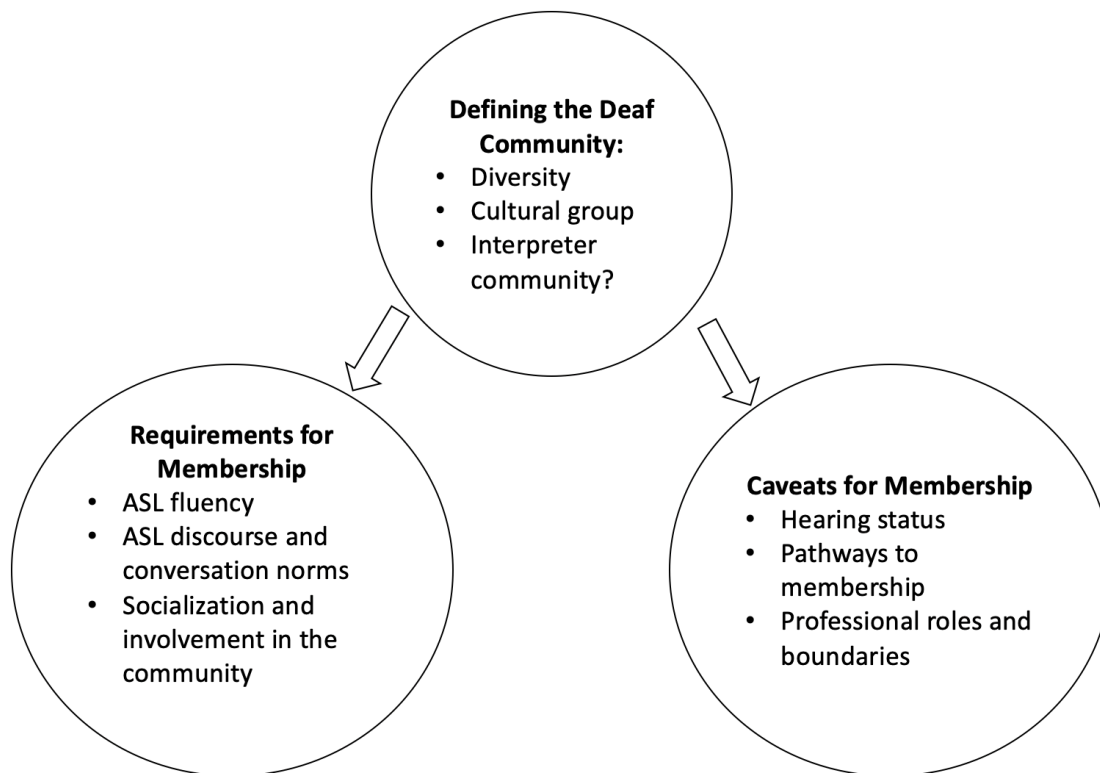 Defining the Deaf
Community:
• Diversity
• Cultural group
• Interpreter
community?
Requirements for
Membership
• ASL fluency
• ASL discourse and
conversation norms
• Socialization and
involvement in the
community
Caveats for Membership
• Hearing status
• Pathways to
membership
• Professional roles and
boundaries